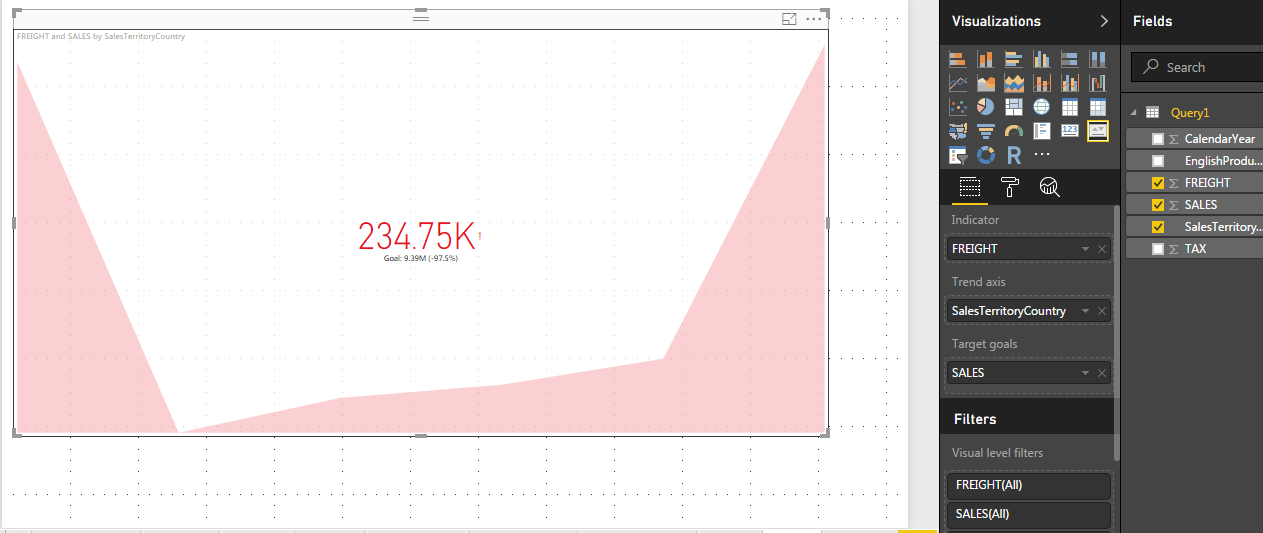 FREIGHT and SALES by SalesTerritoryCountry
234.75K!
Goal: 9.39M (-97.5%)
Visualizations
123
R
Indicator
FREIGHT
Trend axis
SalesTerritoryCountry
Target goals
SALES
Filters
Visual level filters
FREIGHT(All)
SALES(All)
Fields
Search
Query1
CalendarYear
EnglishProdu...
FREIGHT
SALES
SalesTerritory...
TAX